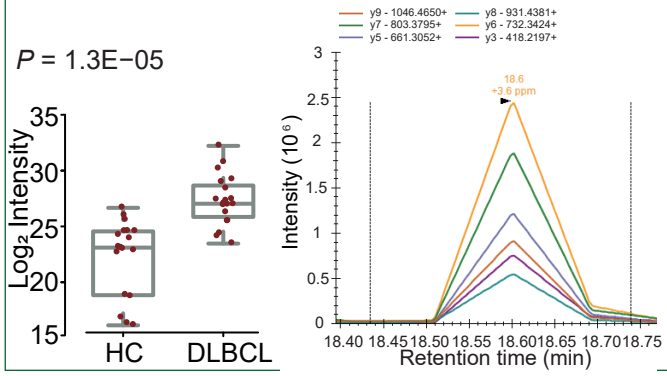 P = 1.3E−05
35
30
25
20
15
Log₂ Intensity
HC DLBCL
y9 - 1046.4650+ y8 - 931.4381+
y7 - 803.3795+ y6 - 732.3424+
y5 - 661.3052+ y3 - 418.2197+
18.6
+3.6 ppm
3
2.5
2
1.5
1
0.5
0
Intensity (10⁶)
18.40 18.45 18.50 18.55 18.60 18.65 18.70 18.75
Retention time (min)